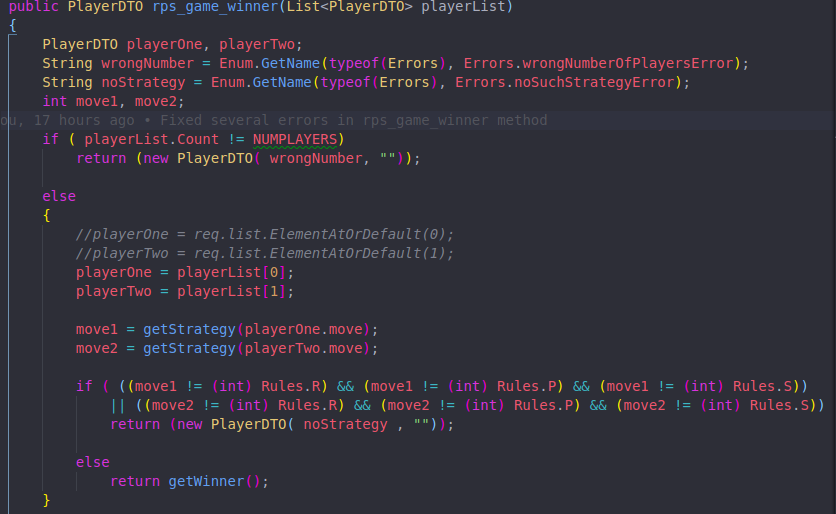 public PlayerDTO rps_game_winner(List<PlayerDTO> playerList)
{
PlayerDTO playerOne, playerTwo;
String wrongNumber = Enum.GetName(typeof(Errors), Errors.wrongNumberOfPlayersError);
String noStrategy = Enum.GetName(typeof(Errors), Errors.noSuchStrategyError);
int move1, move2;
ou, 17 hours ago • Fixed several errors in rps_game_winner method
if ( playerList.Count != NUMPLAYERS)
return (new PlayerDTO( wrongNumber, ""));
else
{
//playerOne = req.list.ElementAtOrDefault(0);
//playerTwo = req.list.ElementAtOrDefault(1);
playerOne = playerList[0];
playerTwo = playerList[1];
move1 = getStrategy(playerOne.move);
move2 = getStrategy(playerTwo.move);
if ( ((move1 != (int) Rules.R) && (move1 != (int) Rules.P) && (move1 != (int) Rules.S))
|| ((move2 != (int) Rules.R) && (move2 != (int) Rules.P) && (move2 != (int) Rules.S))
return (new PlayerDTO( noStrategy , ""));
else
return getWinner();
}